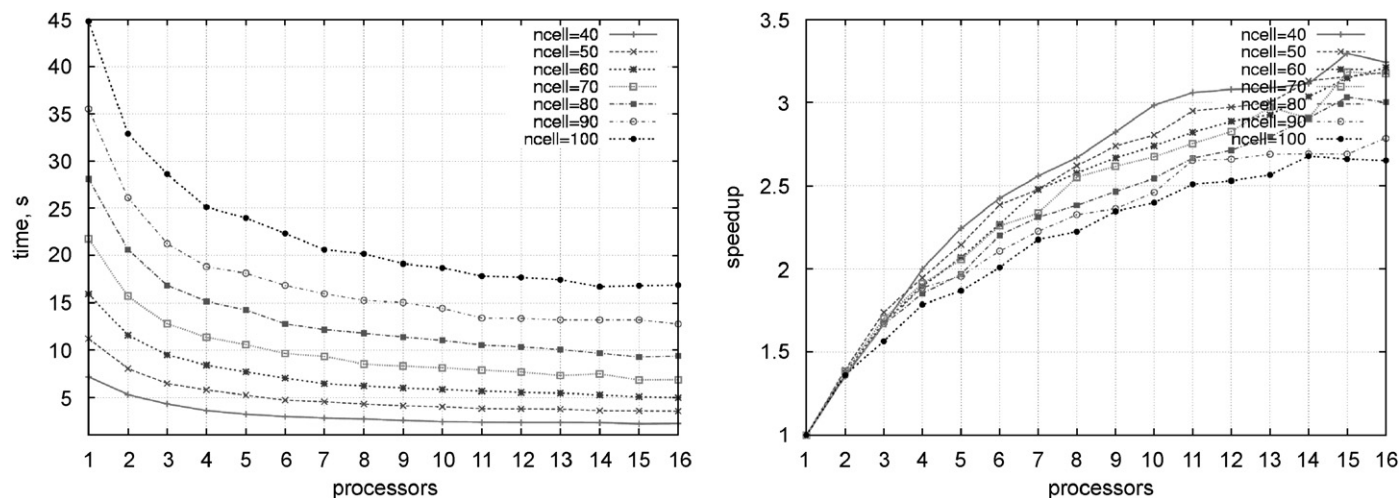 45
40
35
30
25
20
15
10
5
time, s
ncell=40
ncell=50
ncell=60
ncell=70
ncell=80
ncell=90
ncell=100
1 2 3 4 5 6 7 8 9 10 11 12 13 14 15 16
processors
3.5
3
2.5
2
1.5
1
speedup
ncell=40
ncell=50
ncell=60
ncell=70
ncell=80
ncell=90
ncell=100
1 2 3 4 5 6 7 8 9 10 11 12 13 14 15 16
processors